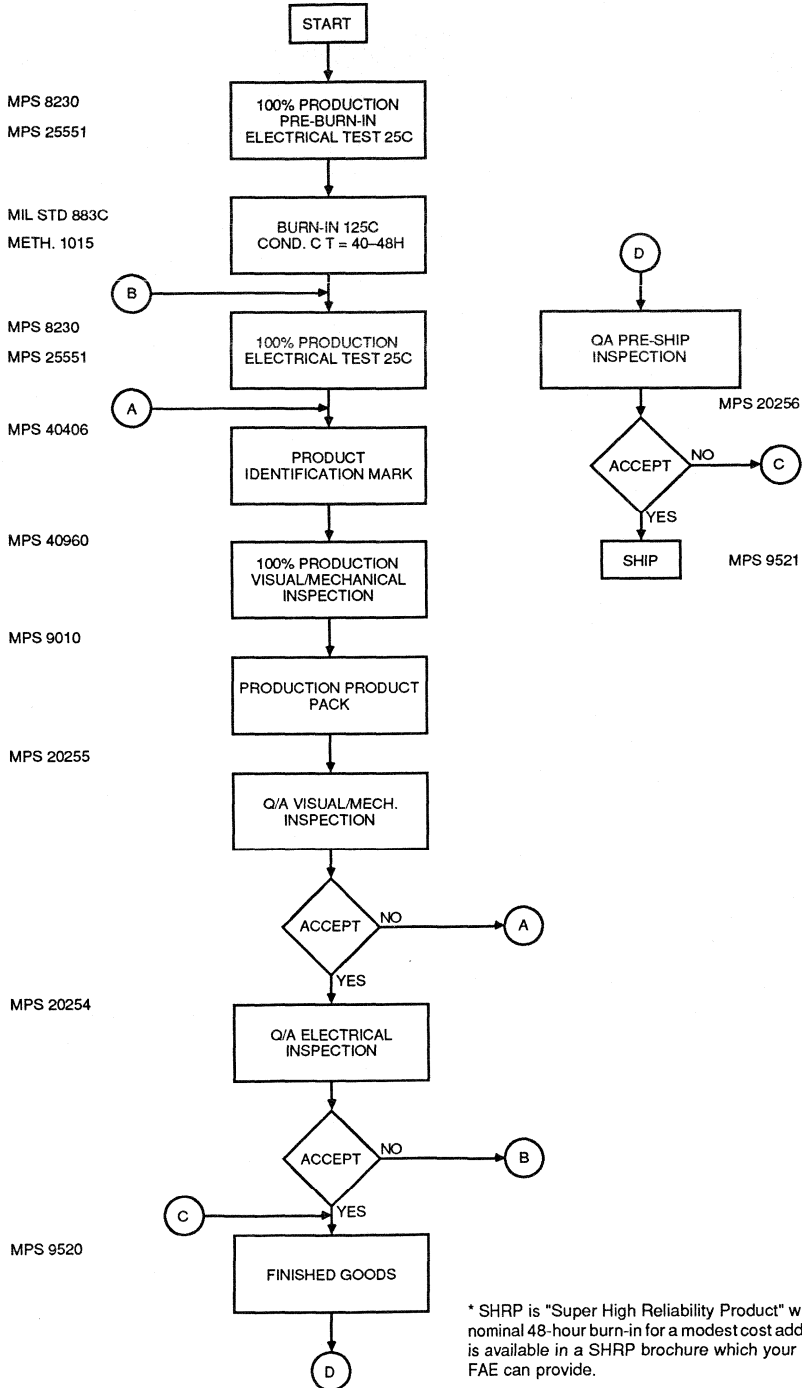 START
MPS 8230
MPS 25551
100% PRODUCTION
PRE-BURN-IN
ELECTRICAL TEST 25C
MIL STD 883C
METH. 1015
BURN-IN 125C
COND. C T = 40–48H
B
MPS 8230
MPS 25551
100% PRODUCTION
ELECTRICAL TEST 25C
A
MPS 40406
PRODUCT
IDENTIFICATION MARK
MPS 40960
100% PRODUCTION
VISUAL/MECHANICAL
INSPECTION
MPS 9010
PRODUCTION PRODUCT
PACK
MPS 20255
Q/A VISUAL/MECH.
INSPECTION
ACCEPT
NO
A
YES
MPS 20254
Q/A ELECTRICAL
INSPECTION
ACCEPT
NO
B
YES
C
MPS 9520
FINISHED GOODS
D
D
QA PRE-SHIP
INSPECTION
MPS 20256
ACCEPT
NO
C
YES
SHIP
MPS 9521
* SHRP is "Super High Reliability Product" w
nominal 48-hour burn-in for a modest cost add
is available in a SHRP brochure which your
FAE can provide.